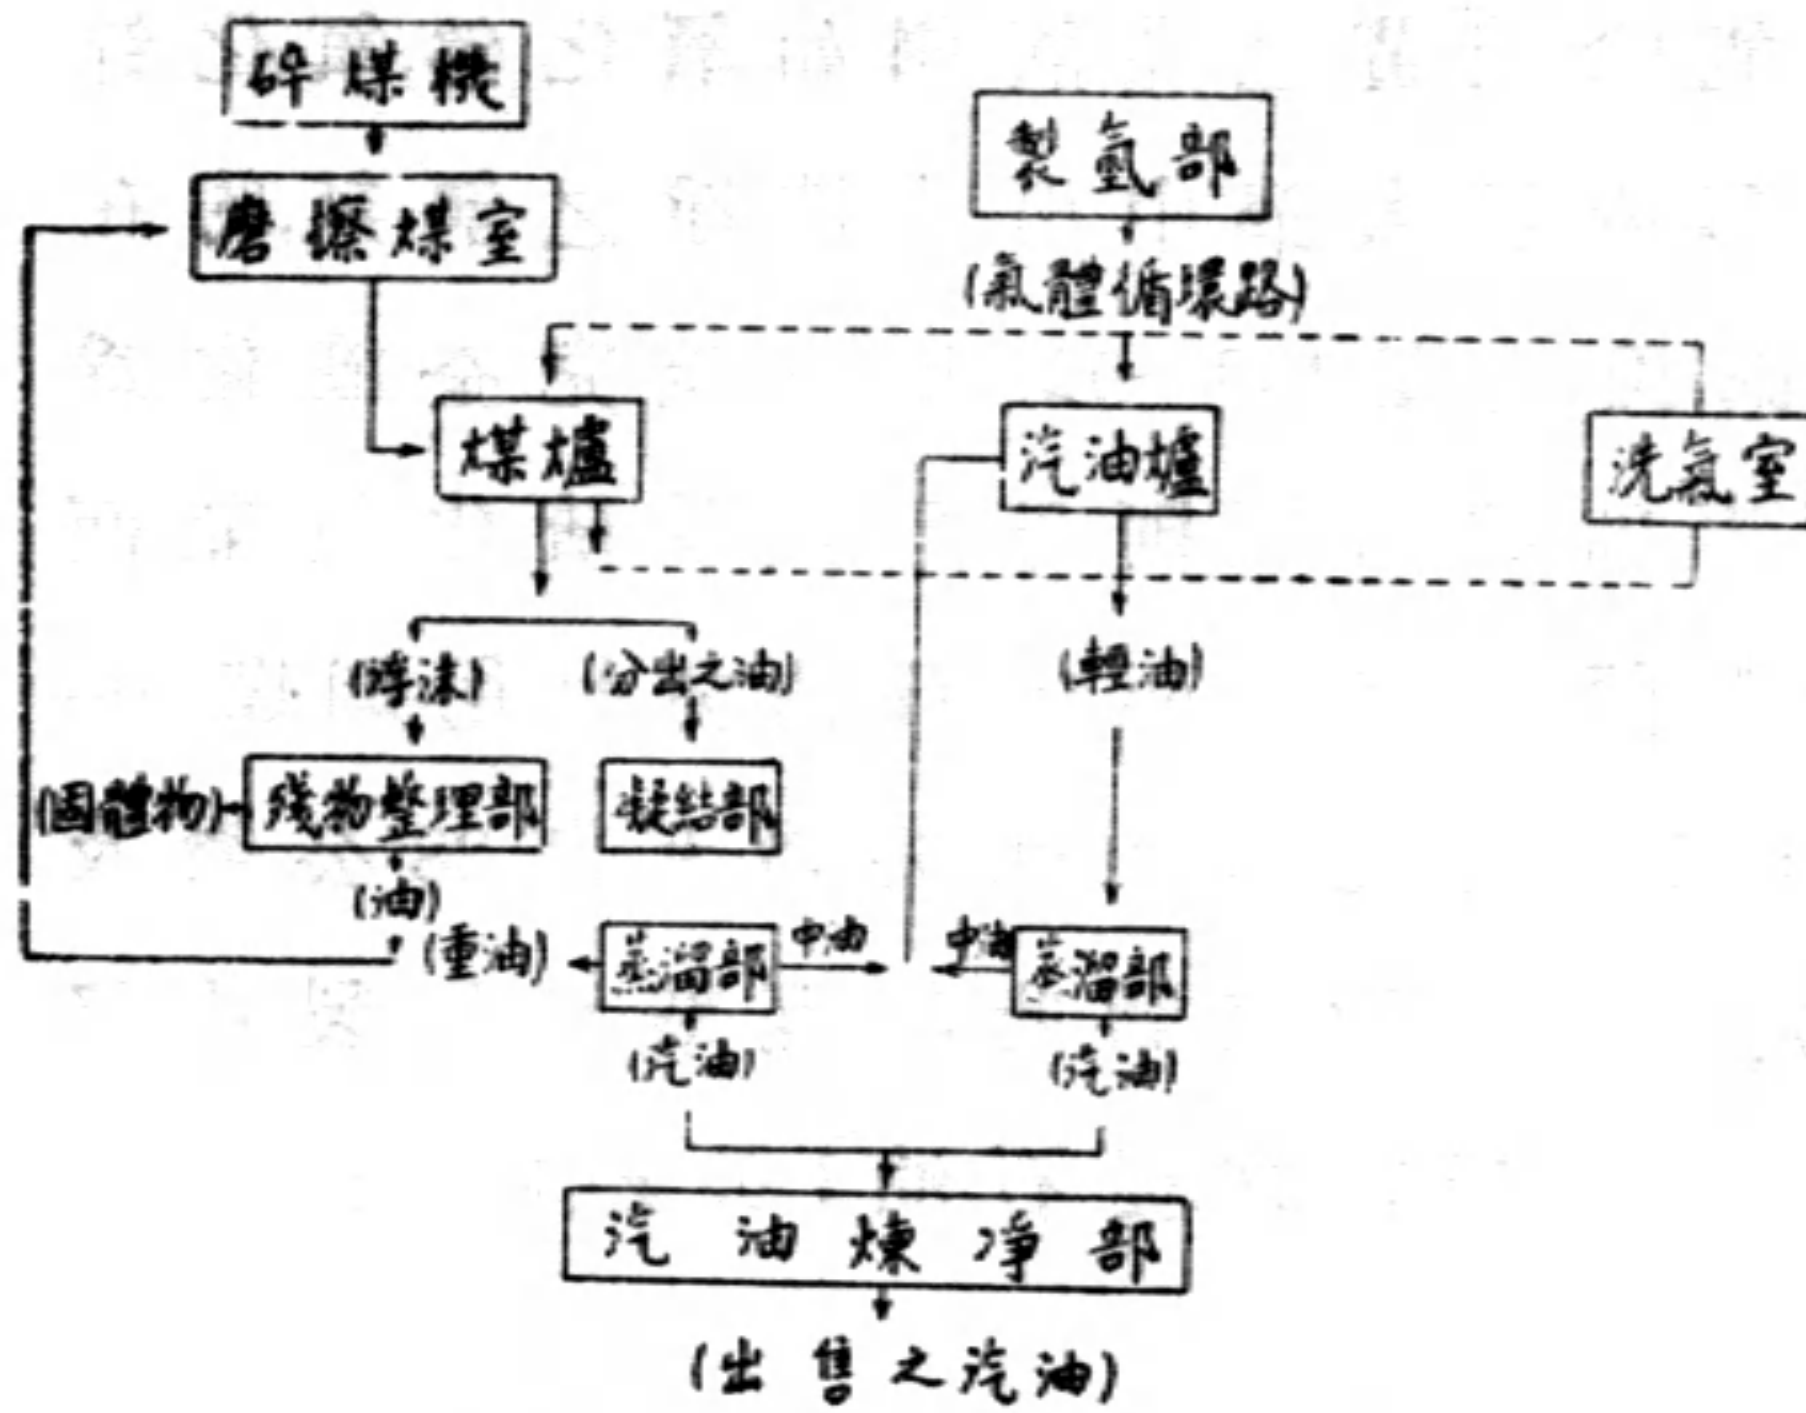 碎煤機
製氫部
磨擦煤室
(氣體循環路)
煤爐
汽油爐
洗氣室
(浮沫)
(分出之油)
(輕油)
(固體物)
殘物整理部
凝結部
(油)
(重油)
蒸溜部
中油
中油
蒸溜部
(汽油)
(汽油)
汽油煉淨部
(出售之汽油)